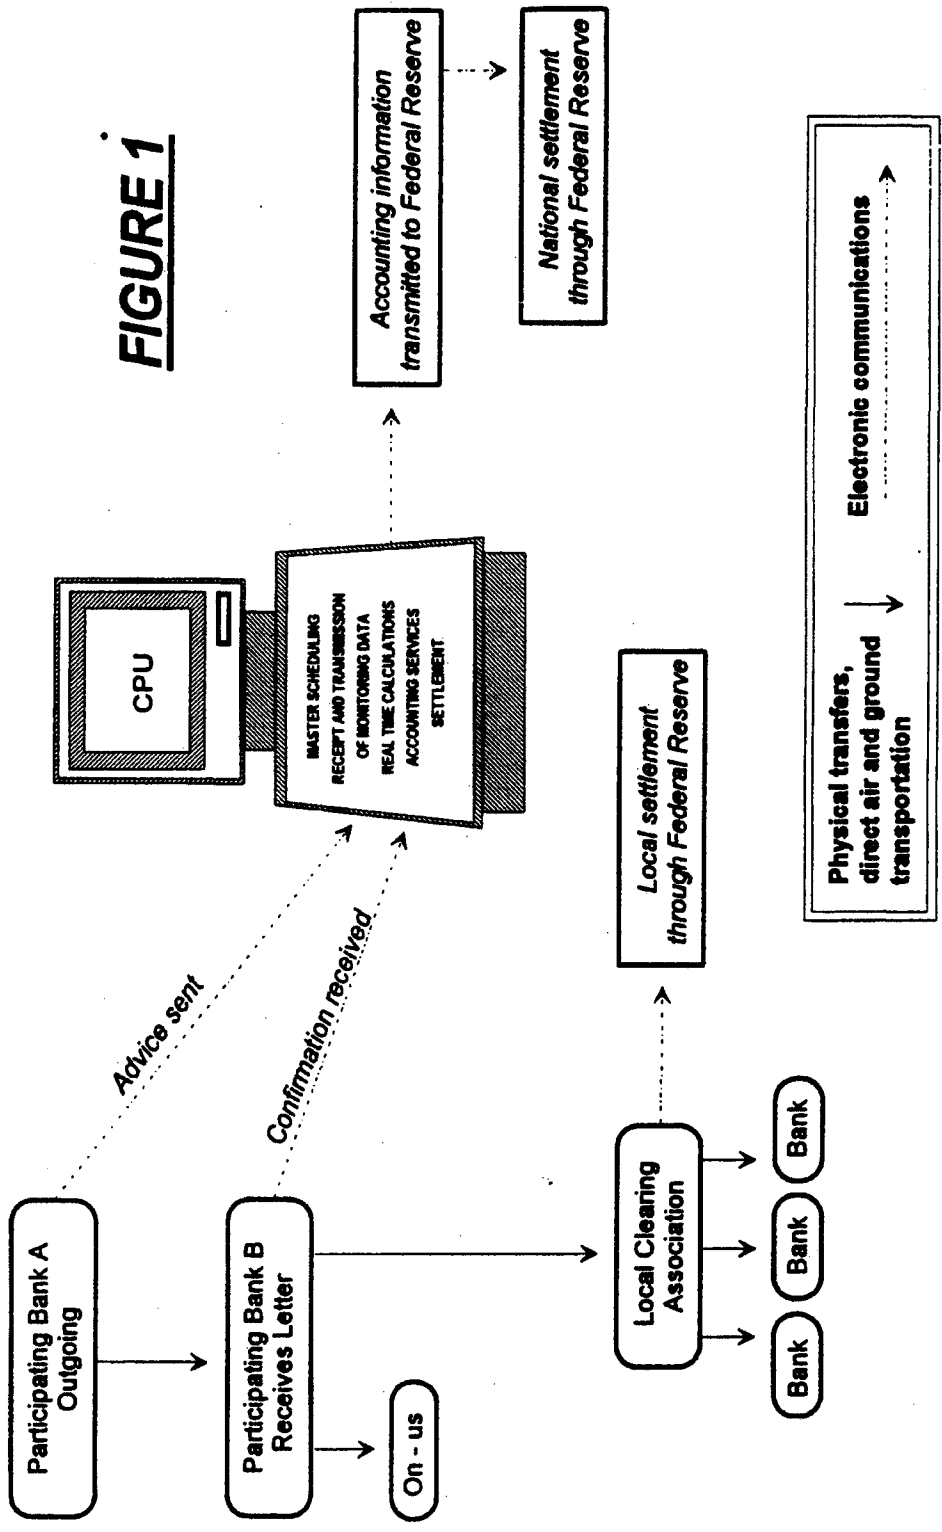 FIGURE 1
Participating Bank A
Outgoing
Advice sent
CPU
MASTER SCHEDULING
RECEIPT AND TRANSMISSION
OF MONITORING DATA
REAL TIME CALCULATIONS
ACCOUNTING SERVICES
SETTLEMENT
Participating Bank B
Receives Letter
Confirmation received
Accounting information
transmitted to Federal Reserve
On - us
National settlement
through Federal Reserve
Local Clearing
Association
Local settlement
through Federal Reserve
Bank
Bank
Bank
Physical transfers,
direct air and ground
transportation
Electronic communications